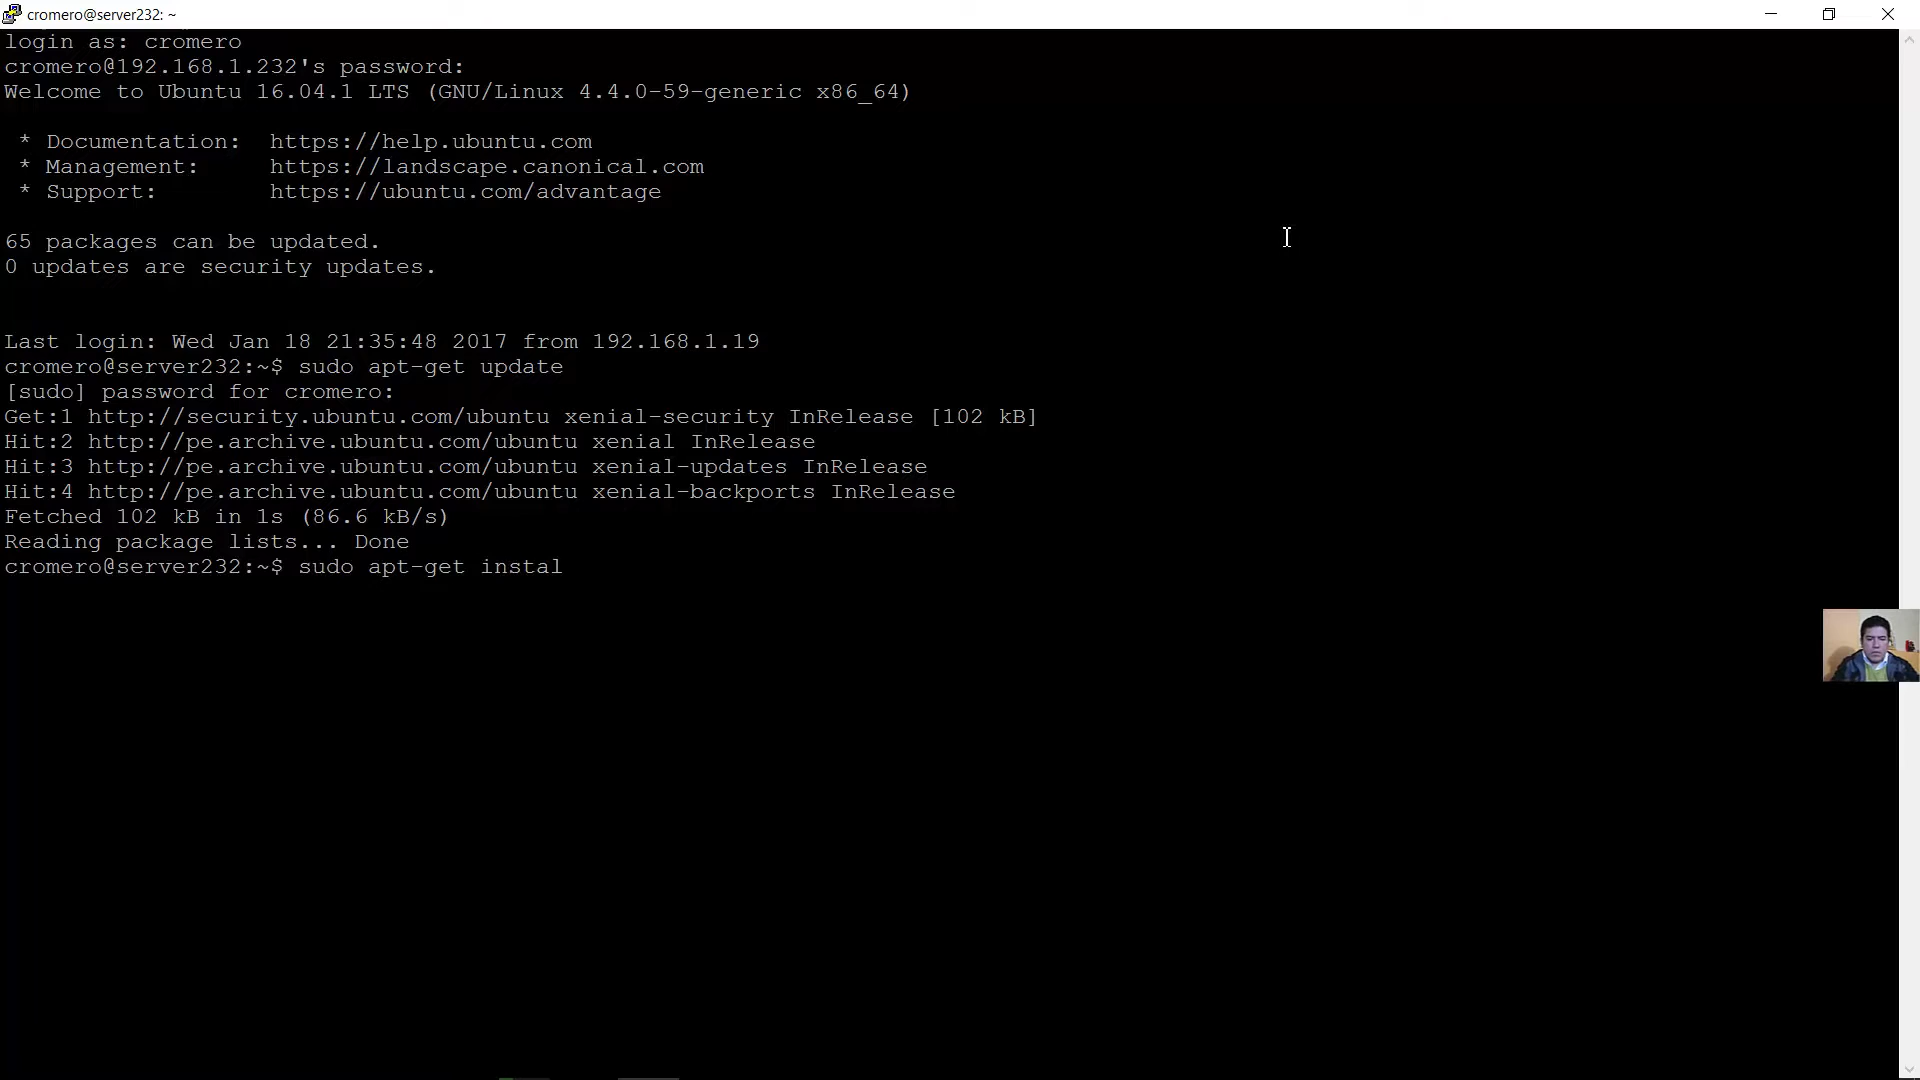 cromero@server232: ~
login as: cromero
cromero@192.168.1.232's password:
Welcome to Ubuntu 16.04.1 LTS (GNU/Linux 4.4.0-59-generic x86_64)
* Documentation:  https://help.ubuntu.com
* Management:     https://landscape.canonical.com
* Support:        https://ubuntu.com/advantage
65 packages can be updated.
0 updates are security updates.
Last login: Wed Jan 18 21:35:48 2017 from 192.168.1.19
cromero@server232:~$ sudo apt-get update
[sudo] password for cromero:
Get:1 http://security.ubuntu.com/ubuntu xenial-security InRelease [102 kB]
Hit:2 http://pe.archive.ubuntu.com/ubuntu xenial InRelease
Hit:3 http://pe.archive.ubuntu.com/ubuntu xenial-updates InRelease
Hit:4 http://pe.archive.ubuntu.com/ubuntu xenial-backports InRelease
Fetched 102 kB in 1s (86.6 kB/s)
Reading package lists... Done
cromero@server232:~$ sudo apt-get instal